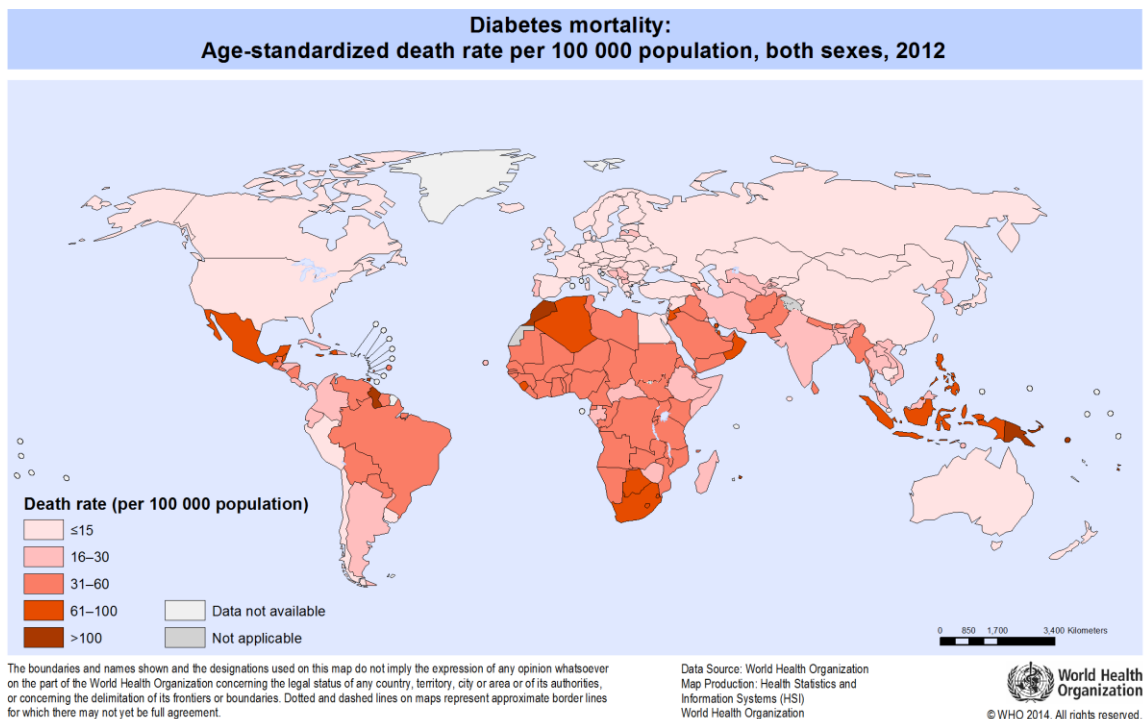 Diabetes mortality:
Age-standardized death rate per 100 000 population, both sexes, 2012
Death rate (per 100 000 population)
≤15
16–30
31–60
61–100
>100
Data not available
Not applicable
0 850 1,700 3,400 Kilometers
The boundaries and names shown and the designations used on this map do not imply the expression of any opinion whatsoever
on the part of the World Health Organization concerning the legal status of any country, territory, city or area or of its authorities,
or concerning the delimitation of its frontiers or boundaries. Dotted and dashed lines on maps represent approximate border lines
for which there may not yet be full agreement.
Data Source: World Health Organization
Map Production: Health Statistics and
Information Systems (HSI)
World Health Organization
World Health
Organization
© WHO 2014. All rights reserved.